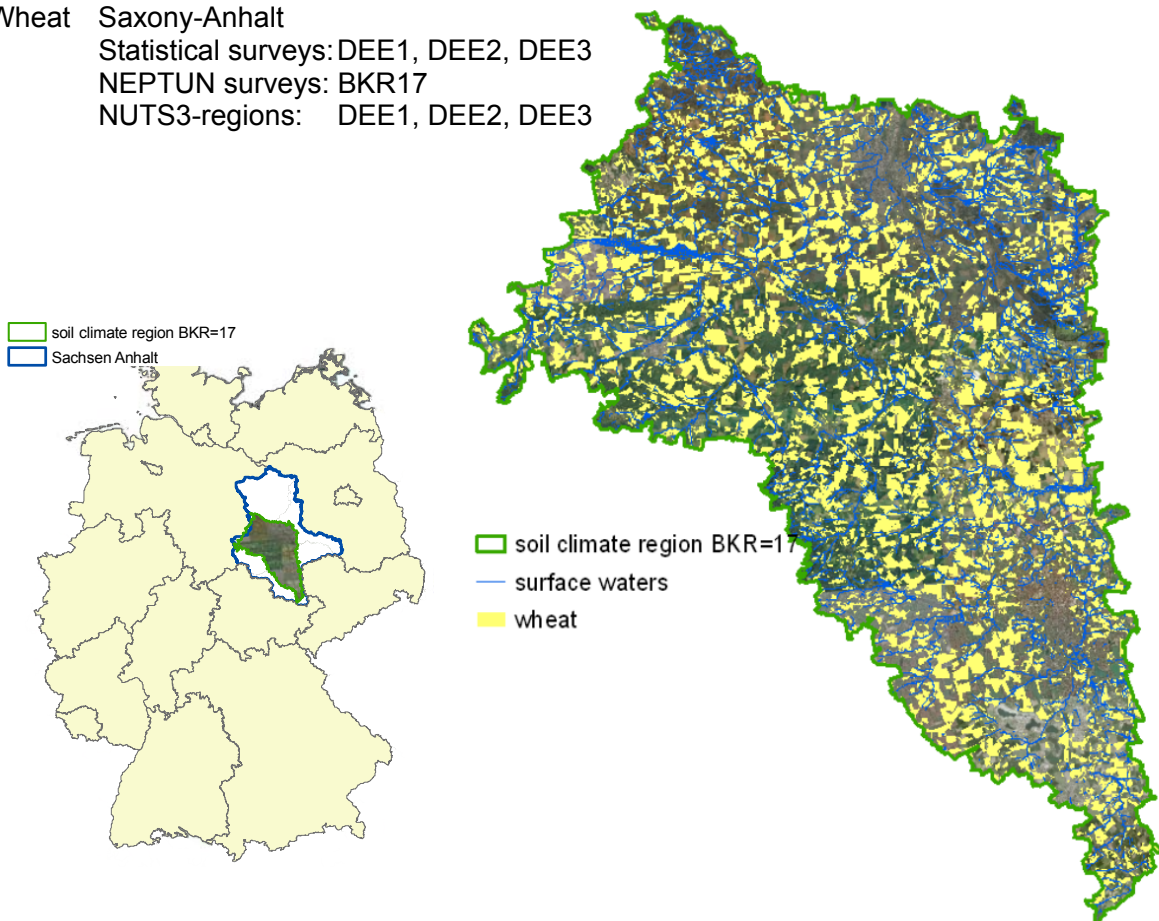 Wheat Saxony-Anhalt
Statistical surveys: DEE1, DEE2, DEE3
NEPTUN surveys: BKR17
NUTS3-regions: DEE1, DEE2, DEE3
soil climate region BKR=17
Sachsen Anhalt
soil climate region BKR=17
surface waters
wheat